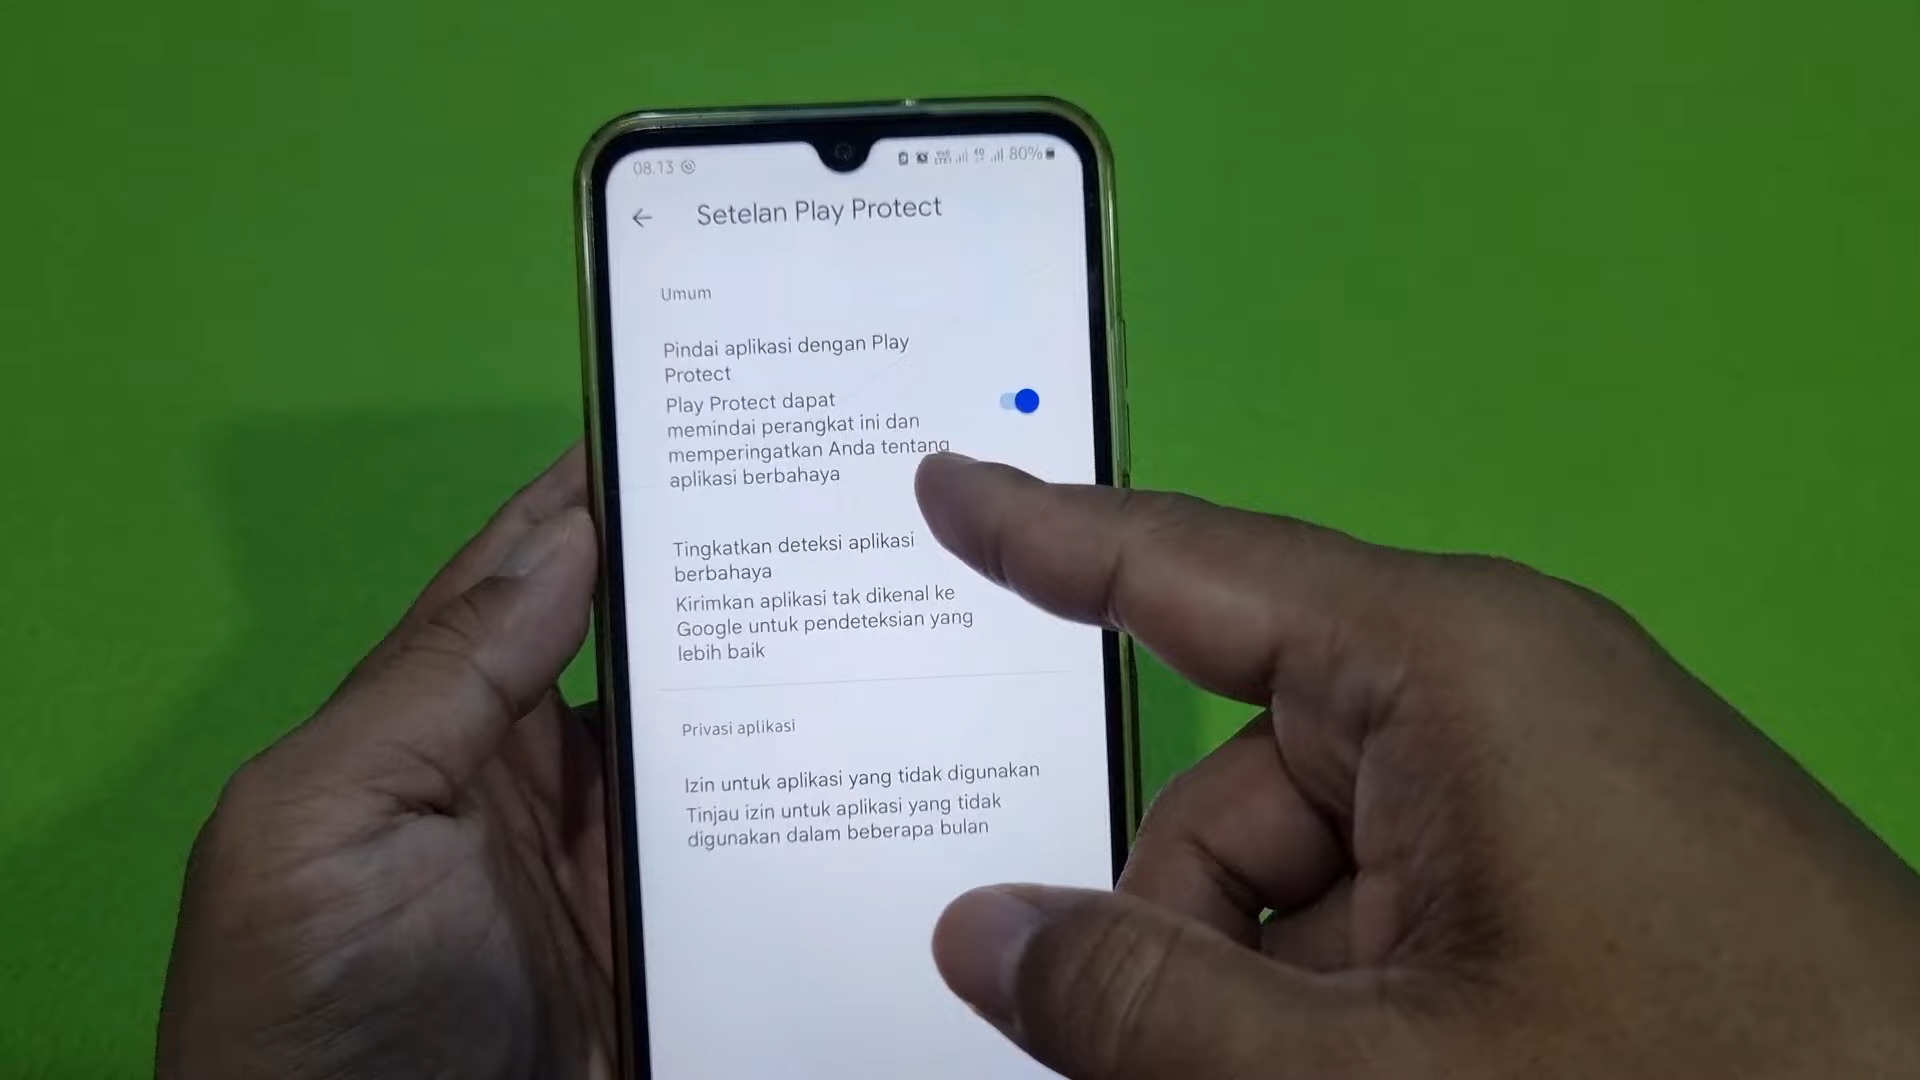 08.13 80%
Setelan Play Protect
Umum
Pindai aplikasi dengan Play
Protect
Play Protect dapat
memindai perangkat ini dan
memperingatkan Anda tentang
aplikasi berbahaya
Tingkatkan deteksi aplikasi
berbahaya
Kirimkan aplikasi tak dikenal ke
Google untuk pendeteksian yang
lebih baik
Privasi aplikasi
Izin untuk aplikasi yang tidak digunakan
Tinjau izin untuk aplikasi yang tidak
digunakan dalam beberapa bulan